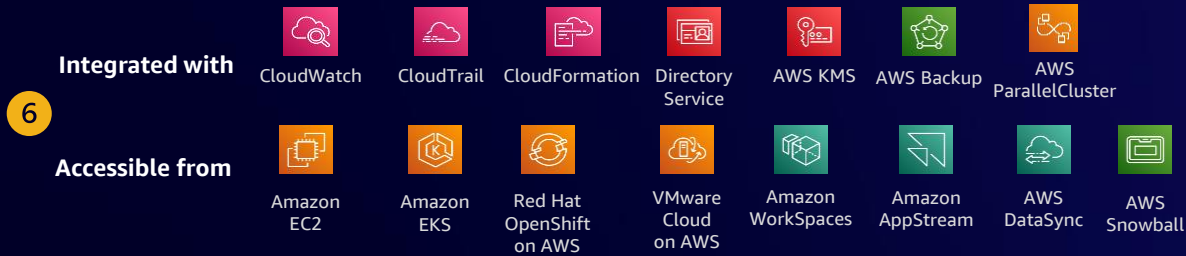 Integrated with
CloudWatch
CloudTrail
CloudFormation
Directory
Service
AWS KMS
AWS Backup
AWS
ParallelCluster
6
Accessible from
Amazon
EC2
Amazon
EKS
Red Hat
OpenShift
on AWS
VMware
Cloud
on AWS
Amazon
WorkSpaces
Amazon
AppStream
AWS
DataSync
AWS
Snowball